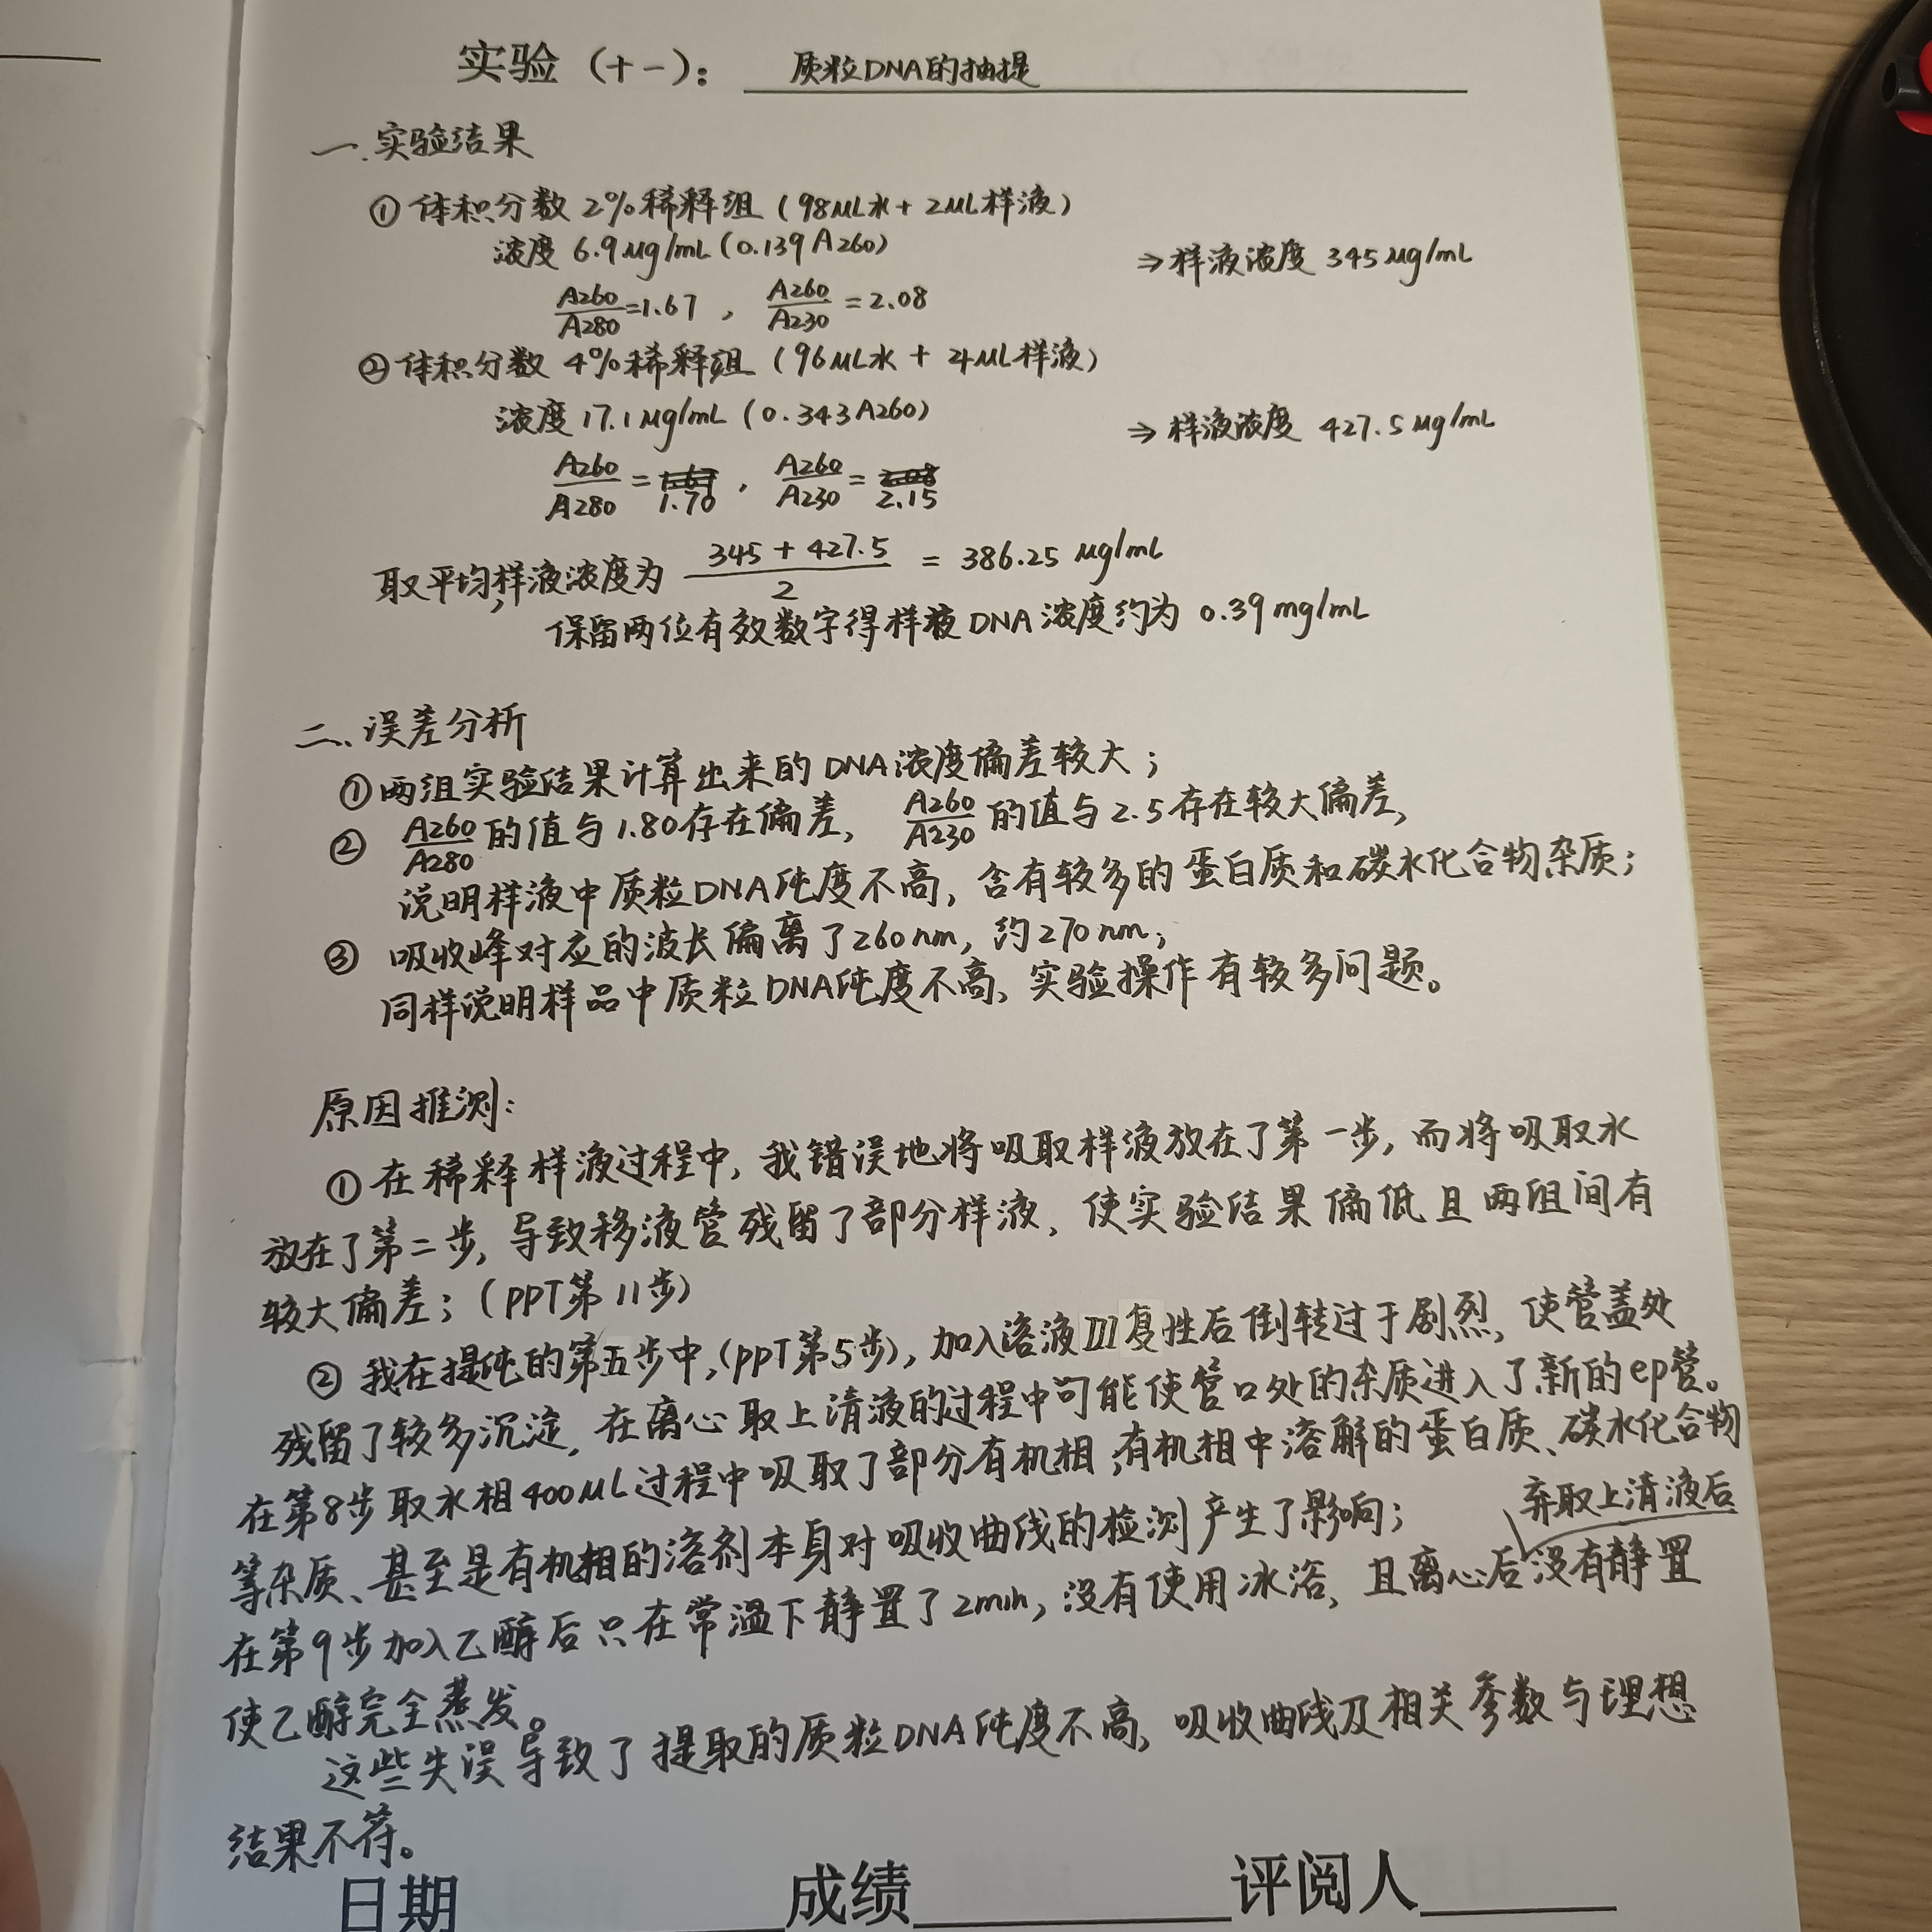 实验（十一）： 质粒DNA的抽提
一.实验结果
① 体积分数 2%稀释组（98μL水+2μL样液）
浓度 6.9μg/mL（0.139 A260） ⇒样液浓度 345μg/mL
A260/A280=1.67，A260/A230=2.08
②体积分数 4%稀释组（96μL水 + 4μL样液）
浓度 17.1μg/mL（0.343A260） ⇒样液浓度 427.5μg/mL
A260/A280=1.70，A260/A230=2.15
取平均，样液浓度为 (345+427.5)/2 = 386.25 μg/mL
保留两位有效数字得样液DNA浓度约为 0.39mg/mL
二、误差分析
①两组实验结果计算出来的DNA浓度偏差较大；
② A260/A280的值与1.80存在偏差，A260/A230的值与2.5存在较大偏差，
说明样液中质粒DNA纯度不高，含有较多的蛋白质和碳水化合物杂质；
③ 吸收峰对应的波长偏离了260nm，约270nm；
同样说明样品中质粒DNA纯度不高、实验操作有较多问题。
原因推测：
①在稀释样液过程中，我错误地将吸取样液放在了第一步，而将吸取水
放在了第二步，导致移液管残留了部分样液，使实验结果偏低且两组间有
较大偏差；（PPT第11步）
② 我在提纯的第五步中，(PPT第5步)，加入溶液III复性后倒转过于剧烈，使管盖处
残留了较多沉淀，在离心取上清液的过程中可能使管口处的杂质进入了新的ep管。
在第8步取水相400μL过程中吸取了部分有机相，有机相中溶解的蛋白质、碳水化合物
等杂质、甚至是有机相的溶剂本身对吸收曲线的检测产生了影响；
弃取上清液后
在第9步加入乙醇后只在常温下静置了2min，没有使用冰浴，且离心后没有静置
使乙醇完全蒸发。
这些失误导致了提取的质粒DNA纯度不高，吸收曲线及相关参数与理想
结果不符。
日期 成绩 评阅人